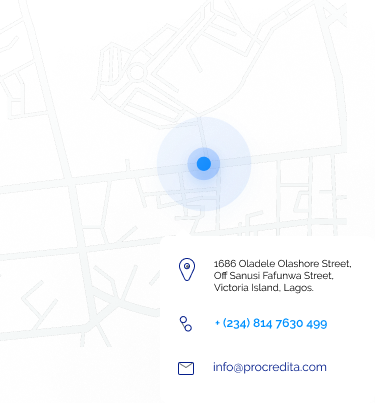 1686 Oladele Olashore Street,
Off Sanusi Fafunwa Street,
Victoria Island, Lagos.
+ (234) 814 7630 499
info@procredita.com